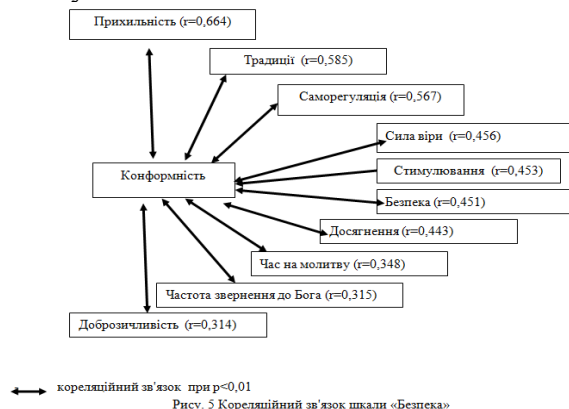 Прихильність (r=0,664)
Традиції (r=0,585)
Саморегуляція (r=0,567)
Сила віри (r=0,456)
Конформність
Стимулювання (r=0,453)
Безпека (r=0,451)
Досягнення (r=0,443)
Час на молитву (r=0,348)
Частота звернення до Бога (r=0,315)
Доброзичливість (r=0,314)
кореляційний зв'язок при p<0,01
Рису. 5 Кореляційний зв'язок шкали «Безпека»